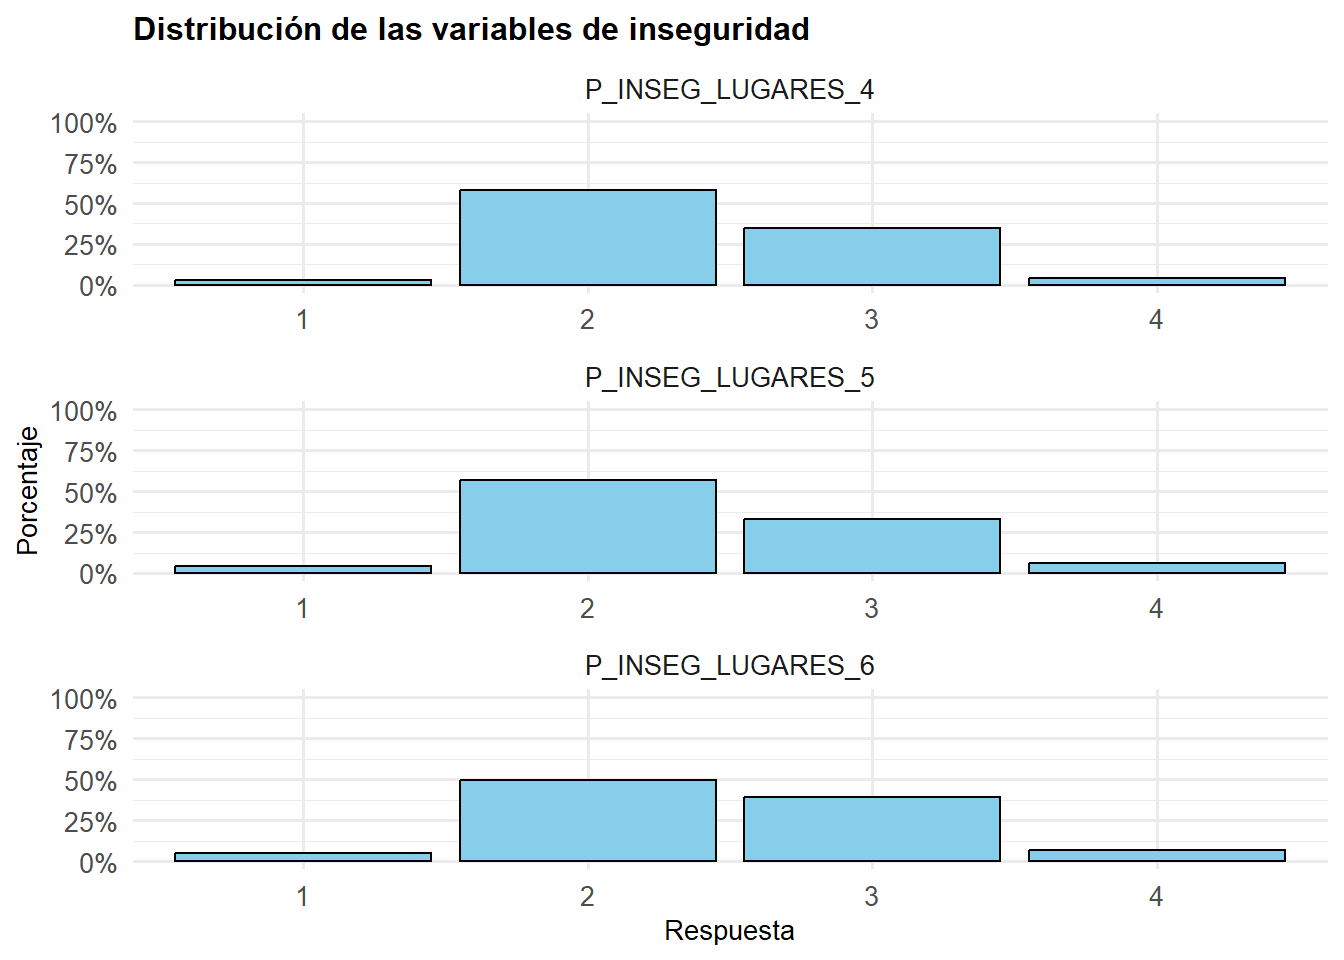 Distribución de las variables de inseguridad
P_INSEG_LUGARES_4
100%
75%
50%
25%
0%
1 2 3 4
P_INSEG_LUGARES_5
Porcentaje
100%
75%
50%
25%
0%
1 2 3 4
P_INSEG_LUGARES_6
100%
75%
50%
25%
0%
1 2 3 4
Respuesta